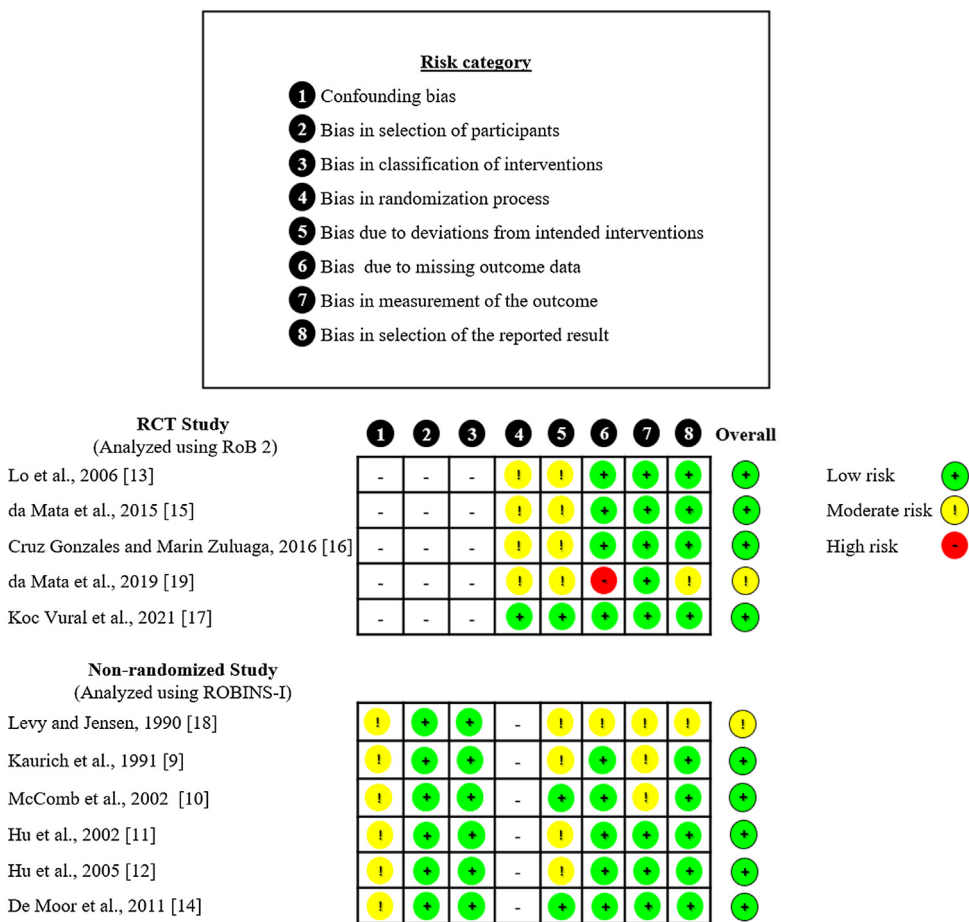 Risk category
1 Confounding bias
2 Bias in selection of participants
3 Bias in classification of interventions
4 Bias in randomization process
5 Bias due to deviations from intended interventions
6 Bias due to missing outcome data
7 Bias in measurement of the outcome
8 Bias in selection of the reported result
RCT Study
(Analyzed using RoB 2)
1 2 3 4 5 6 7 8 Overall
Lo et al., 2006 [13] - - - ! ! + + + +
da Mata et al., 2015 [15] - - - ! ! + + + +
Cruz Gonzales and Marin Zuluaga, 2016 [16] - - - ! ! + + + +
da Mata et al., 2019 [19] - - - ! ! - + ! !
Koc Vural et al., 2021 [17] - - - + + + + + +
Low risk +
Moderate risk !
High risk -
Non-randomized Study
(Analyzed using ROBINS-I)
Levy and Jensen, 1990 [18] ! + + - ! ! ! ! !
Kaurich et al., 1991 [9] ! + + - ! + ! + +
McComb et al., 2002 [10] ! + + - + + ! + +
Hu et al., 2002 [11] ! + + - ! + + + +
Hu et al., 2005 [12] ! + + - ! + + + +
De Moor et al., 2011 [14] ! + + - + + + + +